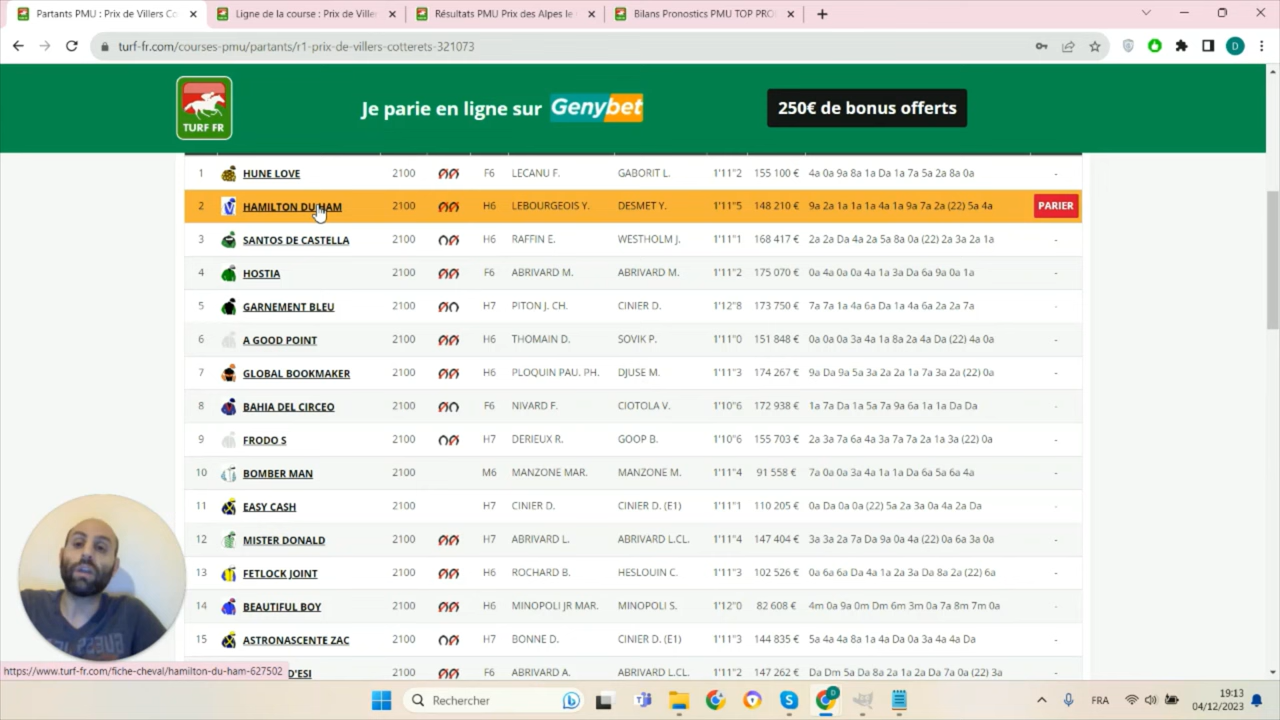 Partants PMU : Prix de Villers Co
Ligne de la course : Prix de Viller
Résultats PMU Prix des Alpes le
Bilans Pronostics PMU TOP PRO
turf-fr.com/courses-pmu/partants/r1-prix-de-villers-cotterets-321073
D
TURF FR
Je parie en ligne sur Genybet
250€ de bonus offerts
1 HUNE LOVE 2100 F6 LECANU F. GABORIT L. 1'11"2 155 100 € 4a 0a 9a 8a 1a Da 1a 7a 5a 2a 8a 0a -
2 HAMILTON DU HAM 2100 H6 LEBOURGEOIS Y. DESMET Y. 1'11"5 148 210 € 9a 2a 1a 1a 1a 4a 1a 9a 7a 2a (22) 5a 4a PARIER
3 SANTOS DE CASTELLA 2100 H6 RAFFIN E. WESTHOLM J. 1'11"1 168 417 € 2a 2a Da 4a 2a 5a 8a 0a (22) 2a 3a 2a 1a -
4 HOSTIA 2100 F6 ABRIVARD M. ABRIVARD M. 1'11"2 175 070 € 0a 4a 0a 0a 4a 1a 3a Da 6a 9a 0a 1a -
5 GARNEMENT BLEU 2100 H7 PITON J. CH. CINIER D. 1'12"8 173 750 € 7a 7a 1a 4a 6a Da 1a 4a 6a 2a 2a 7a -
6 A GOOD POINT 2100 H6 THOMAIN D. SOVIK P. 1'11"0 151 848 € 0a 0a 0a 3a 4a 1a 8a 2a 4a Da (22) 4a 0a -
7 GLOBAL BOOKMAKER 2100 H6 PLOQUIN PAU. PH. DJUSE M. 1'11"3 174 267 € 9a Da 9a 5a 3a 2a 2a 1a 7a 3a 2a (22) 0a -
8 BAHIA DEL CIRCEO 2100 F6 NIVARD F. CIOTOLA V. 1'10"6 172 938 € 1a 7a Da 1a 5a 7a 9a 6a 1a 1a Da Da -
9 FRODO S 2100 H7 DERIEUX R. GOOP B. 1'10"6 155 703 € 2a 3a 7a 6a 4a 3a 7a 7a 2a 1a 3a (22) 0a -
10 BOMBER MAN 2100 M6 MANZONE MAR. MANZONE M. 1'11"4 91 558 € 7a 0a 0a 3a 4a 1a 1a Da 6a 5a 6a 4a -
11 EASY CASH 2100 H7 CINIER D. CINIER D. (E1) 1'11"1 110 205 € 0a Da 0a 0a (22) 5a 2a 3a 0a 4a 2a Da -
12 MISTER DONALD 2100 H7 ABRIVARD L. ABRIVARD L.CL. 1'11"4 147 404 € 3a 3a 2a 7a Da 9a 0a 4a (22) 0a 6a 3a 0a -
13 FETLOCK JOINT 2100 H6 ROCHARD B. HESLOUIN C. 1'11"3 102 526 € 0a 6a 6a Da 4a 1a 2a 3a Da 8a 2a (22) 6a -
14 BEAUTIFUL BOY 2100 H6 MINOPOLI JR MAR. MINOPOLI S. 1'12"0 82 608 € 4m 0a 9a 0m Dm 6m 3m 0a 7a 8m 7m 0a -
15 ASTRONASCENTE ZAC 2100 H7 BONNE D. CINIER D. (E1) 1'11"3 144 835 € 5a 4a 4a 8a 1a 4a Da 0a 3a 4a 4a Da -
D'ESI 2100 F6 ABRIVARD A. ABRIVARD L.CL. 1'11"2 147 262 € Da Dm 5a Da 8a 2a 1a 2a Da 7a 0a (22) 3a -
https://www.turf-fr.com/fiche-cheval/hamilton-du-ham-627502
Rechercher
FRA
19:13
04/12/2023